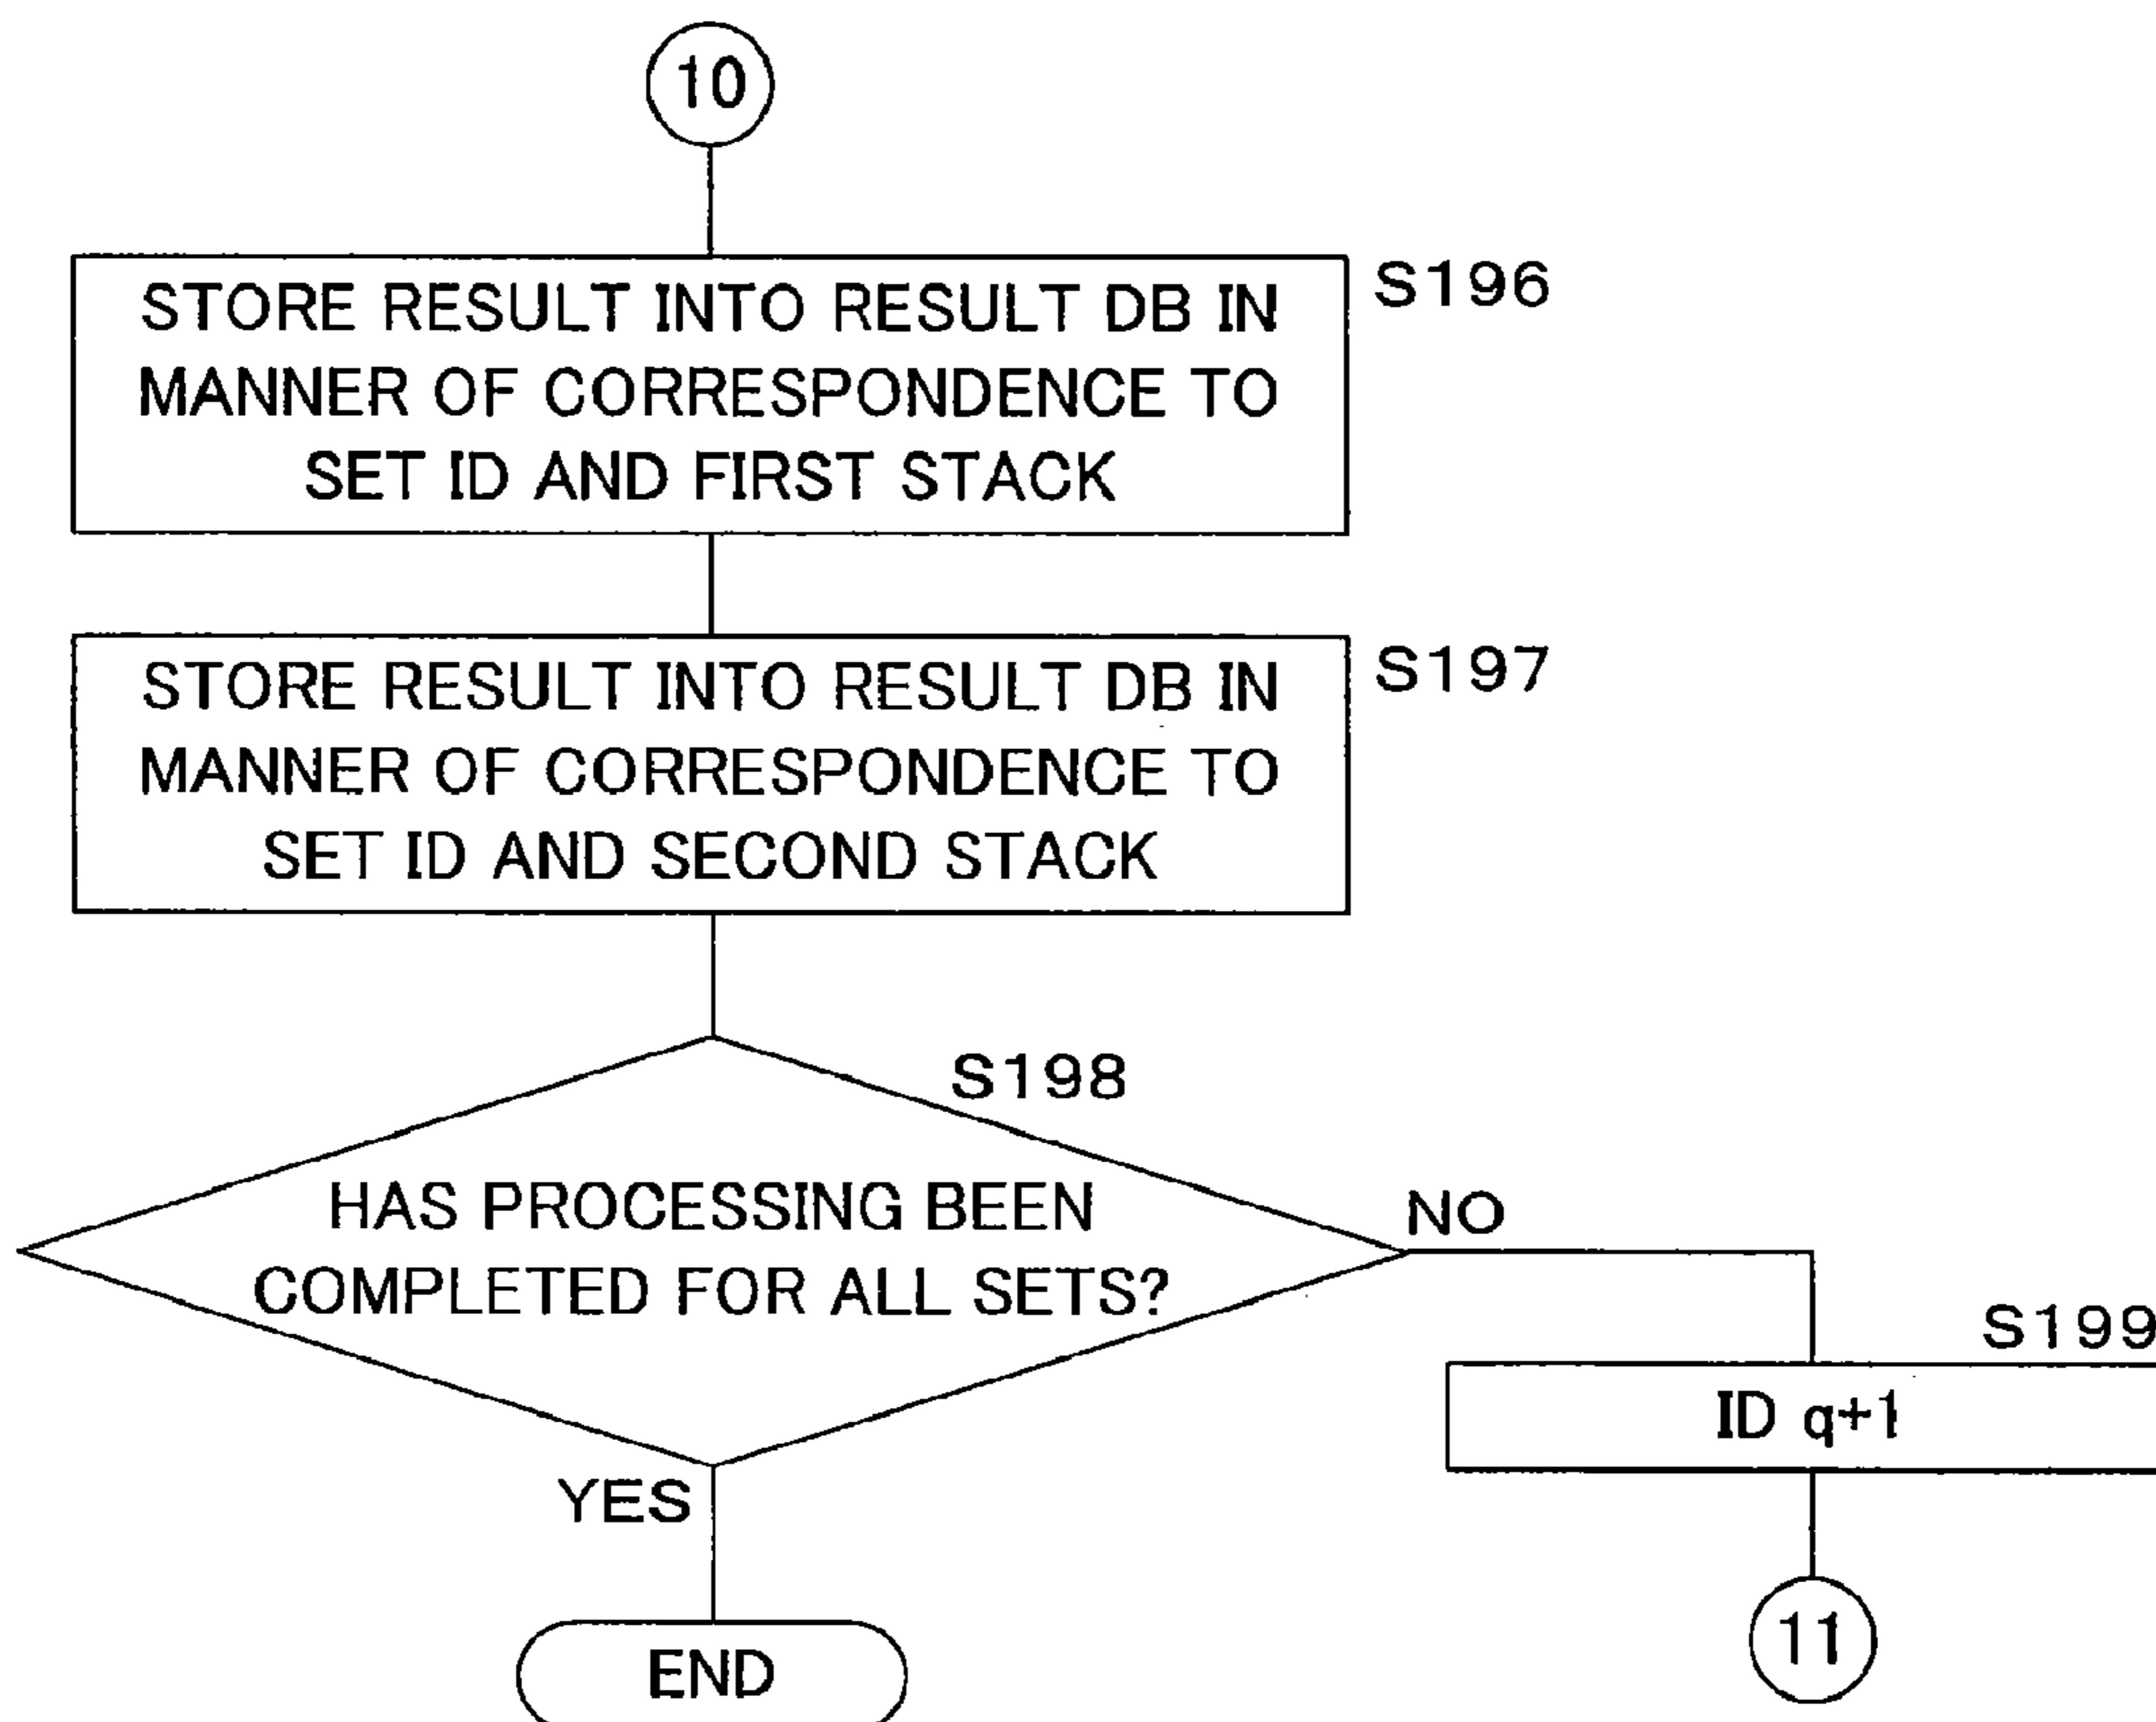 10
S196
STORE RESULT INTO RESULT DB IN
MANNER OF CORRESPONDENCE TO
SET ID AND FIRST STACK
S197
STORE RESULT INTO RESULT DB IN
MANNER OF CORRESPONDENCE TO
SET ID AND SECOND STACK
S198
HAS PROCESSING BEEN
COMPLETED FOR ALL SETS?
NO
S199
ID q+1
YES
END
11